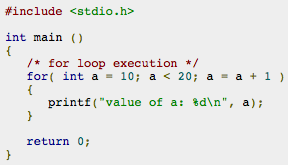 #include <stdio.h>
int main ()
{
/* for loop execution */
for( int a = 10; a < 20; a = a + 1 )
{
printf("value of a: %d\n", a);
}
return 0;
}